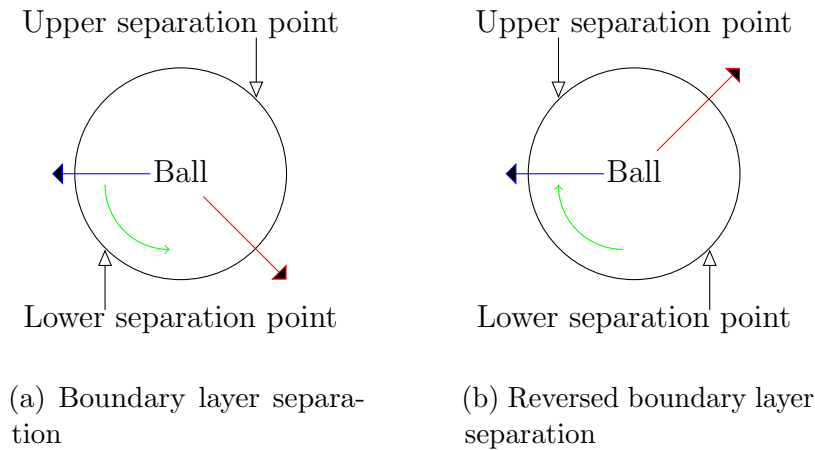 Upper separation point
Ball
Lower separation point
(a) Boundary layer separa-
tion
Upper separation point
Ball
Lower separation point
(b) Reversed boundary layer
separation